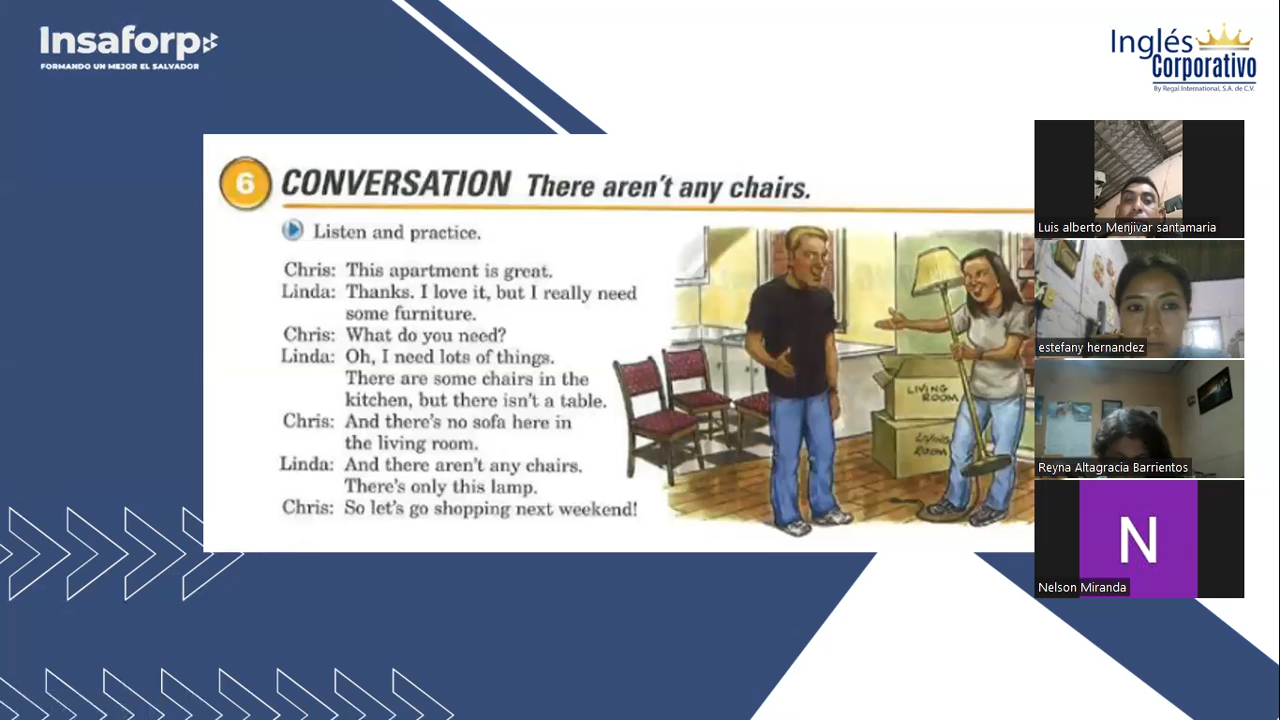 Insaforp
FORMANDO UN MEJOR EL SALVADOR
Inglés
Corporativo
By Regal International, S.A. de C.V.
6 CONVERSATION There aren't any chairs.
Listen and practice.
Chris: This apartment is great.
Linda: Thanks. I love it, but I really need
some furniture.
Chris: What do you need?
Linda: Oh, I need lots of things.
There are some chairs in the
kitchen, but there isn't a table.
Chris: And there's no sofa here in
the living room.
Linda: And there aren't any chairs.
There's only this lamp.
Chris: So let's go shopping next weekend!
LIVING
ROOM
LIVING
ROOM
Luis alberto Menjivar santamaria
estefany hernandez
Reyna Altagracia Barrientos
N
Nelson Miranda